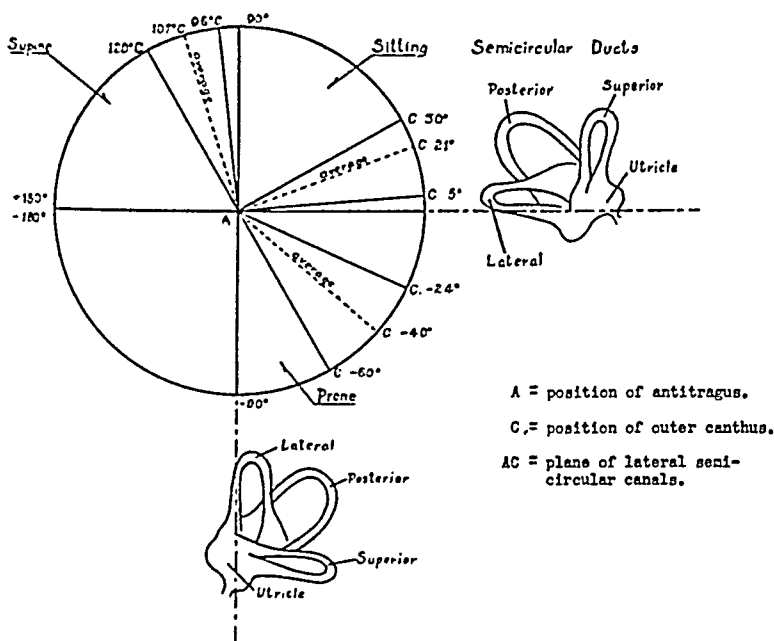 120°C
107°C
96°C
90°
Supine
average
Sitting
Semicircular Ducts
Posterior
Superior
Utricle
Lateral
C 30°
C 21°
average
C 5°
+180°
-180°
A
average
C. -24°
C -40°
C -60°
Prone
-90°
A = position of antitragus.
C.= position of outer canthus.
AC = plane of lateral semi-
circular canals.
Lateral
Posterior
Superior
Utricle